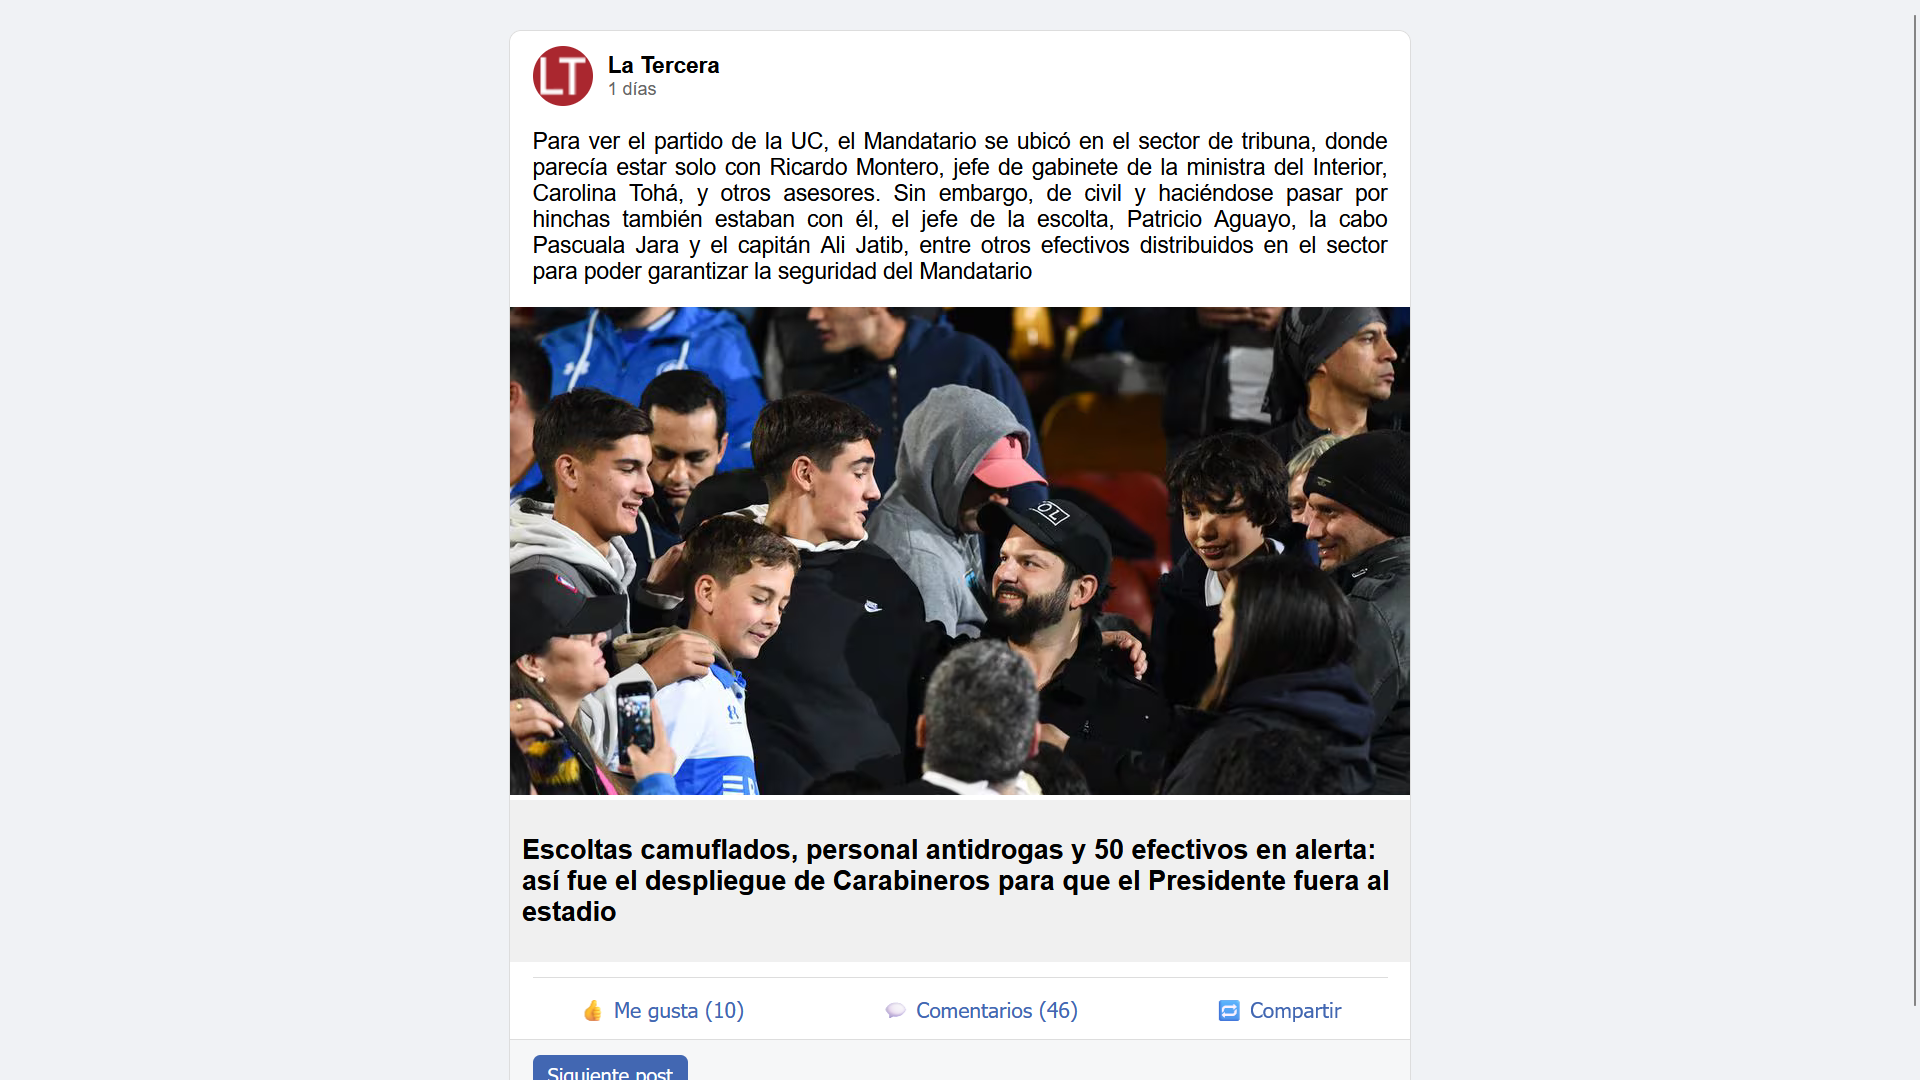 LT
La Tercera
1 días
Para ver el partido de la UC, el Mandatario se ubicó en el sector de tribuna, donde
parecía estar solo con Ricardo Montero, jefe de gabinete de la ministra del Interior,
Carolina Tohá, y otros asesores. Sin embargo, de civil y haciéndose pasar por
hinchas también estaban con él, el jefe de la escolta, Patricio Aguayo, la cabo
Pascuala Jara y el capitán Ali Jatib, entre otros efectivos distribuidos en el sector
para poder garantizar la seguridad del Mandatario
OL
Escoltas camuflados, personal antidrogas y 50 efectivos en alerta:
así fue el despliegue de Carabineros para que el Presidente fuera al
estadio
Me gusta (10)
Comentarios (46)
Compartir
Siguiente post